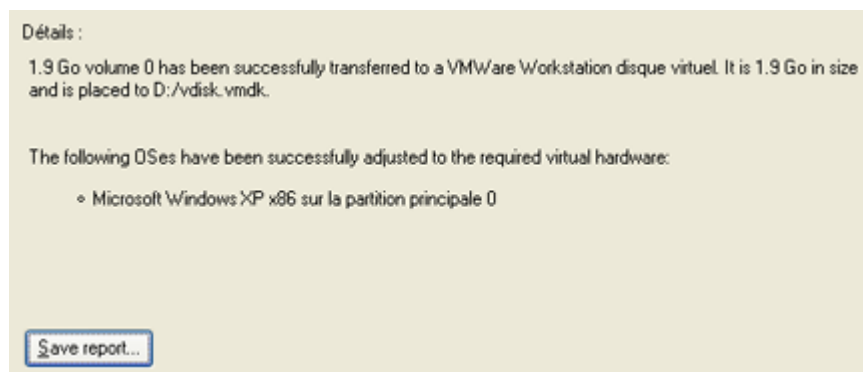 Détails :
1.9 Go volume 0 has been successfully transferred to a VMWare Workstation disque virtuel. It is 1.9 Go in size
and is placed to D:/vdisk.vmdk.
The following OSes have been successfully adjusted to the required virtual hardware:
• Microsoft Windows XP x86 sur la partition principale 0
Save report...